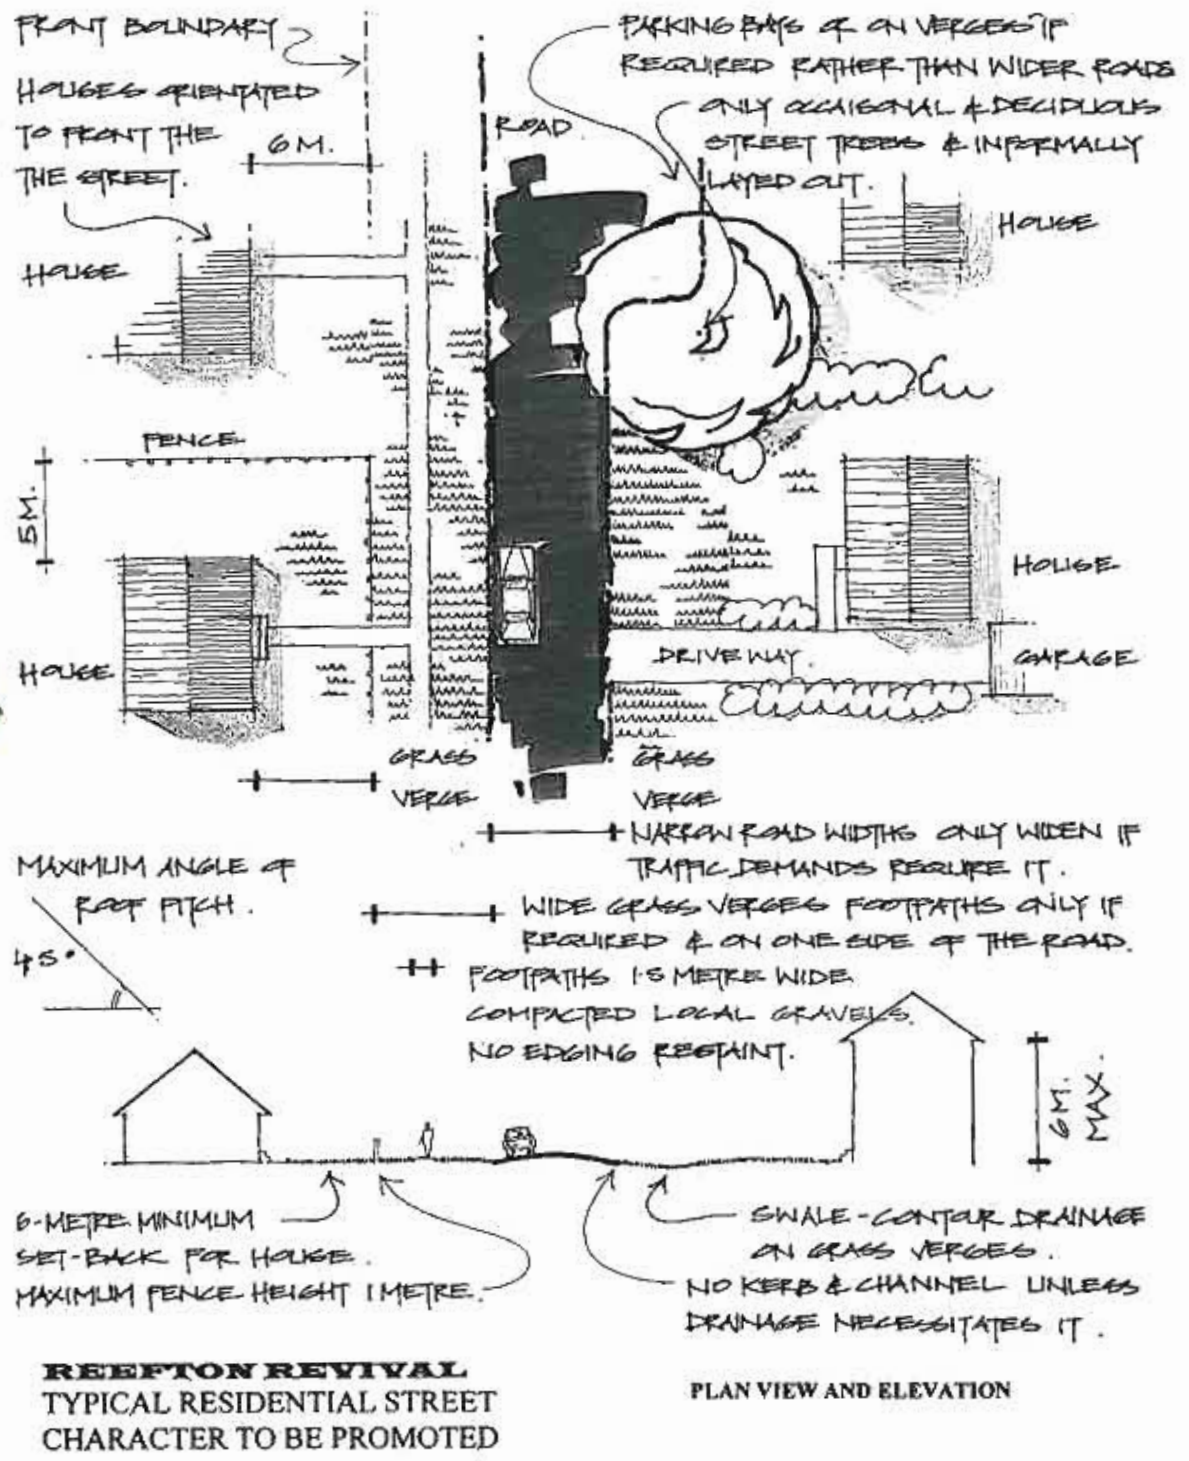 FRONT BOUNDARY
HOUSES ORIENTATED
TO FRONT THE
THE STREET.
6M.
ROAD.
PARKING BAYS OR ON VERGES IF
REQUIRED RATHER THAN WIDER ROADS
ONLY OCCAISONAL & DECIDUOUS
STREET TREES & INFORMALLY
LAYED OUT.
HOUSE
HOUSE
FENCE
5M.
HOUSE
HOUSE
DRIVEWAY.
GARAGE
GRASS
VERGE
GRASS
VERGE
NARROW ROAD WIDTHS ONLY WIDEN IF
TRAFFIC DEMANDS REQUIRE IT.
MAXIMUM ANGLE OF
ROOF PITCH.
45°
WIDE GRASS VERGES FOOTPATHS ONLY IF
REQUIRED & ON ONE SIDE OF THE ROAD.
FOOTPATHS 1.5 METRE WIDE
COMPACTED LOCAL GRAVELS.
NO EDGING RESTAINT.
6M.
MAX.
6-METRE MINIMUM
SET-BACK FOR HOUSE.
MAXIMUM FENCE HEIGHT 1 METRE.
SWALE-CONTOUR DRAINAGE
ON GRASS VERGES.
NO KERB & CHANNEL UNLESS
DRAINAGE NECESSITATES IT.
REEFTON REVIVAL
TYPICAL RESIDENTIAL STREET
CHARACTER TO BE PROMOTED
PLAN VIEW AND ELEVATION